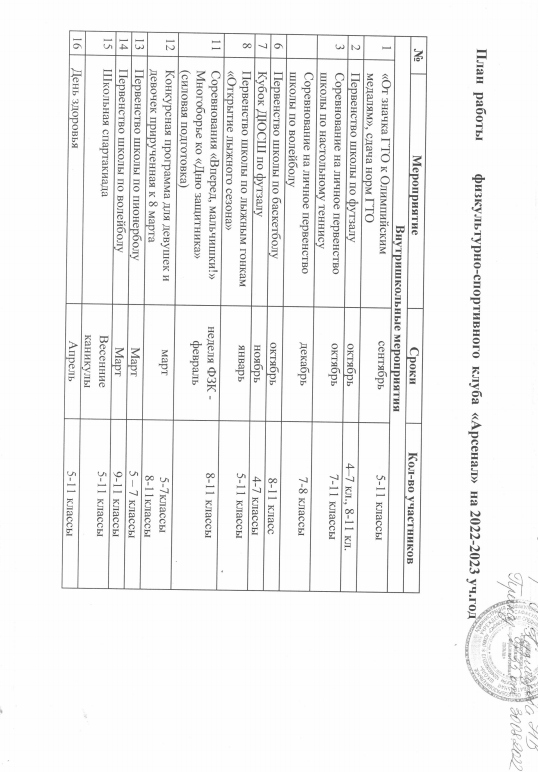 План работы физкультурно-спортивного клуба «Арсенал» на 2022-2023 уч.год
№ Мероприятие Сроки Кол-во участников
Внутришкольные мероприятия
1 «От значка ГТО к Олимпийским сентябрь 5-11 классы
медалям», сдача норм ГТО
2 Первенство школы по футзалу октябрь 4–7 кл., 8-11 кл.
3 Соревнование на личное первенство октябрь 7-11 классы
школы по настольному теннису
Соревнование на личное первенство декабрь 7-8 классы
школы по волейболу
6 Первенство школы по баскетболу октябрь 8-11 класс
7 Кубок ДЮСШ по футзалу ноябрь 4-7 классы
8 Первенство школы по лыжным гонкам январь 5-11 классы
«Открытие лыжного сезона»
11 Соревнования «Вперед, мальчишки!» неделя ФЗК - 8-11 классы
Многоборье ко «Дню защитника» февраль
(силовая подготовка)
12 Конкурсная программа для девушек и март 5-7классы
девочек прирученная к 8 марта 8-11классы
13 Первенство школы по пионерболу Март 5 – 7 классы
14 Первенство школы по волейболу Март 9-11 классы
15 Школьная спартакиада Весенние 5-11 классы
каникулы
16 День здоровья Апрель 5-11 классы